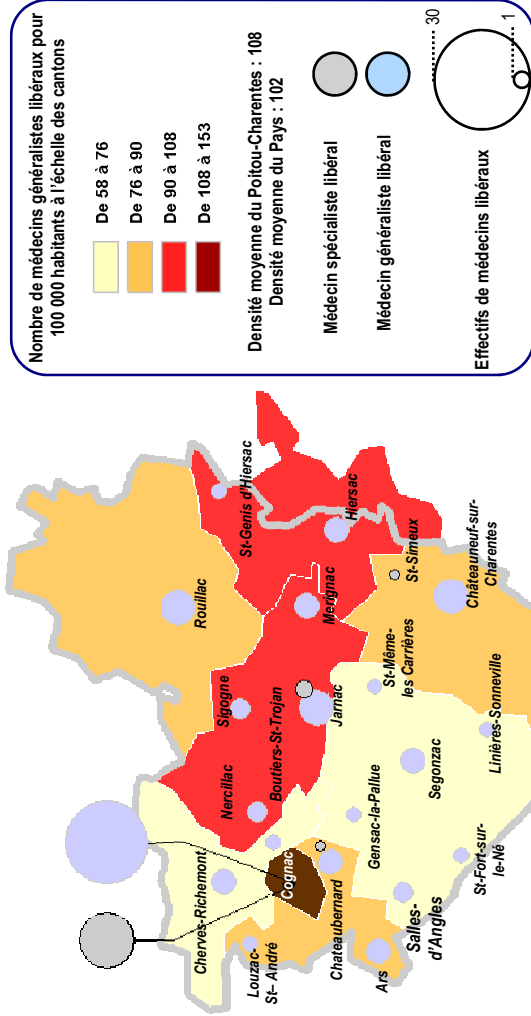 Nombre de médecins généralistes libéraux pour
100 000 habitants à l'échelle des cantons
De 58 à 76
De 76 à 90
De 90 à 108
De 108 à 153
Densité moyenne du Poitou-Charentes : 108
Densité moyenne du Pays : 102
Médecin spécialiste libéral
Médecin généraliste libéral
Effectifs de médecins libéraux
30
1
Rouillac
St-Genis d'Hiersac
Hiersac
Sigogne
Merignac
Nercillac
Boutiers-St-Trojan
Jarnac
St-Simeux
Châteauneuf-sur-
Charentes
St-Même-
les Carrières
Cherves-Richemont
Cognac
Louzac-
St- André
Chateaubernard
Gensac-la-Pallue
Segonzac
Linières-Sonneville
Ars
Salles-
d'Angles
St-Fort-sur-
le-Né